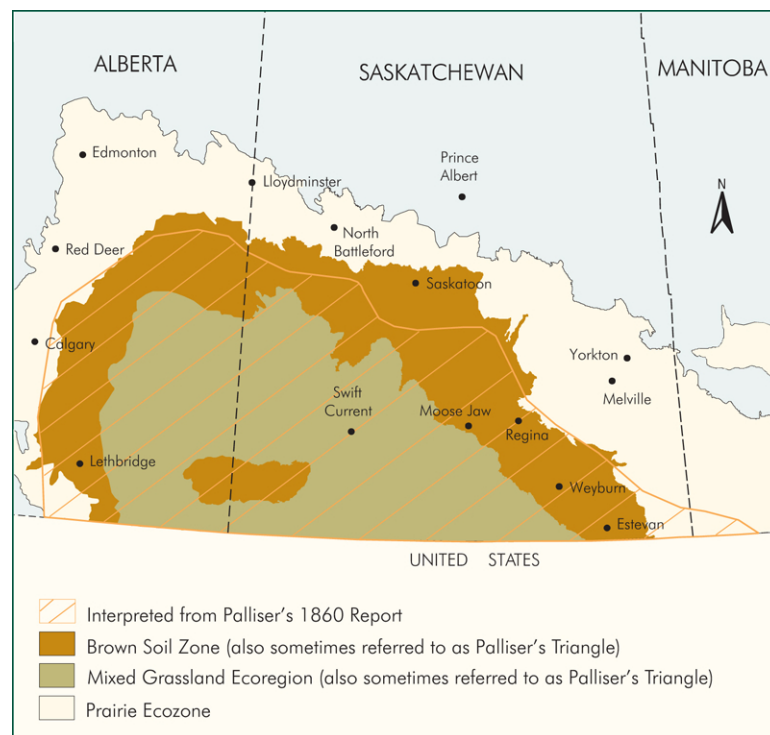 ALBERTA
SASKATCHEWAN
MANITOBA
Edmonton
Prince
Albert
Lloydminster
N
North
Battleford
Red Deer
Saskatoon
Calgary
Yorkton
Melville
Swift
Current
Moose Jaw
Regina
Lethbridge
Weyburn
Estevan
UNITED STATES
Interpreted from Palliser's 1860 Report
Brown Soil Zone (also sometimes referred to as Palliser's Triangle)
Mixed Grassland Ecoregion (also sometimes referred to as Palliser's Triangle)
Prairie Ecozone